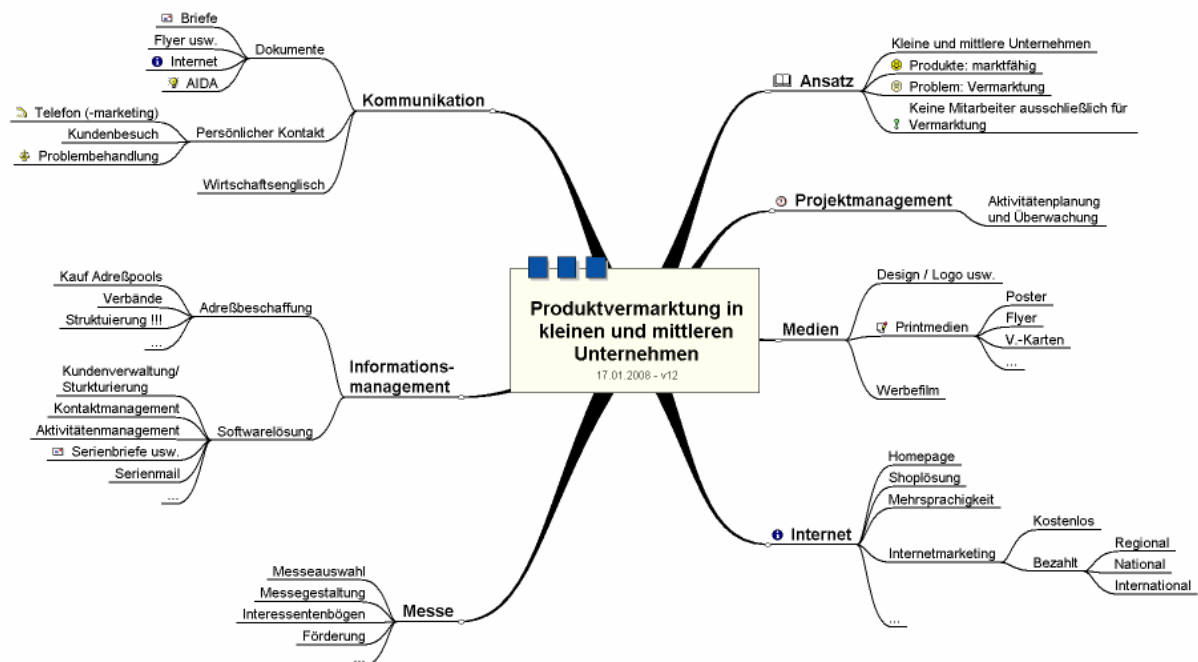 Produktvermarktung in
kleinen und mittleren
Unternehmen
17.01.2008 - v12
Ansatz
Kleine und mittlere Unternehmen
Produkte: marktfähig
Problem: Vermarktung
Keine Mitarbeiter ausschließlich für
Vermarktung
Projektmanagement
Aktivitätenplanung
und Überwachung
Medien
Design / Logo usw.
Printmedien
Poster
Flyer
V.-Karten
...
Werbefilm
Internet
Homepage
Shoplösung
Mehrsprachigkeit
Internetmarketing
Kostenlos
Bezahlt
Regional
National
International
...
Kommunikation
Dokumente
Briefe
Flyer usw.
Internet
AIDA
Persönlicher Kontakt
Telefon (-marketing)
Kundenbesuch
Problembehandlung
Wirtschaftsenglisch
Informations-
management
Adreßbeschaffung
Kauf Adreßpools
Verbände
Struktuierung !!!
...
Softwarelösung
Kundenverwaltung/
Sturkturierung
Kontaktmanagement
Aktivitätenmanagement
Serienbriefe usw.
Serienmail
...
Messe
Messeauswahl
Messegestaltung
Interessentenbögen
Förderung
...